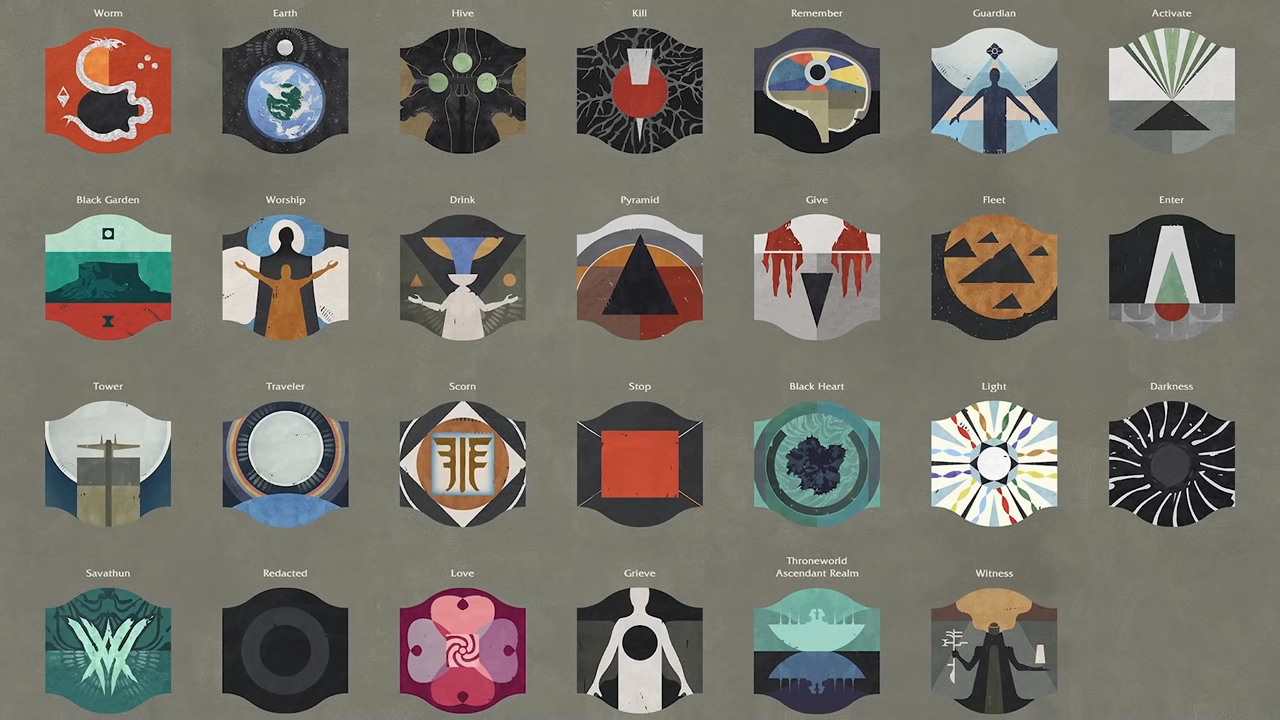 Worm
Earth
Hive
Kill
Remember
Guardian
Activate
Black Garden
Worship
Drink
Pyramid
Give
Fleet
Enter
Tower
Traveler
Scorn
Stop
Black Heart
Light
Darkness
Savathun
Redacted
Love
Grieve
Throneworld
Ascendant Realm
Witness